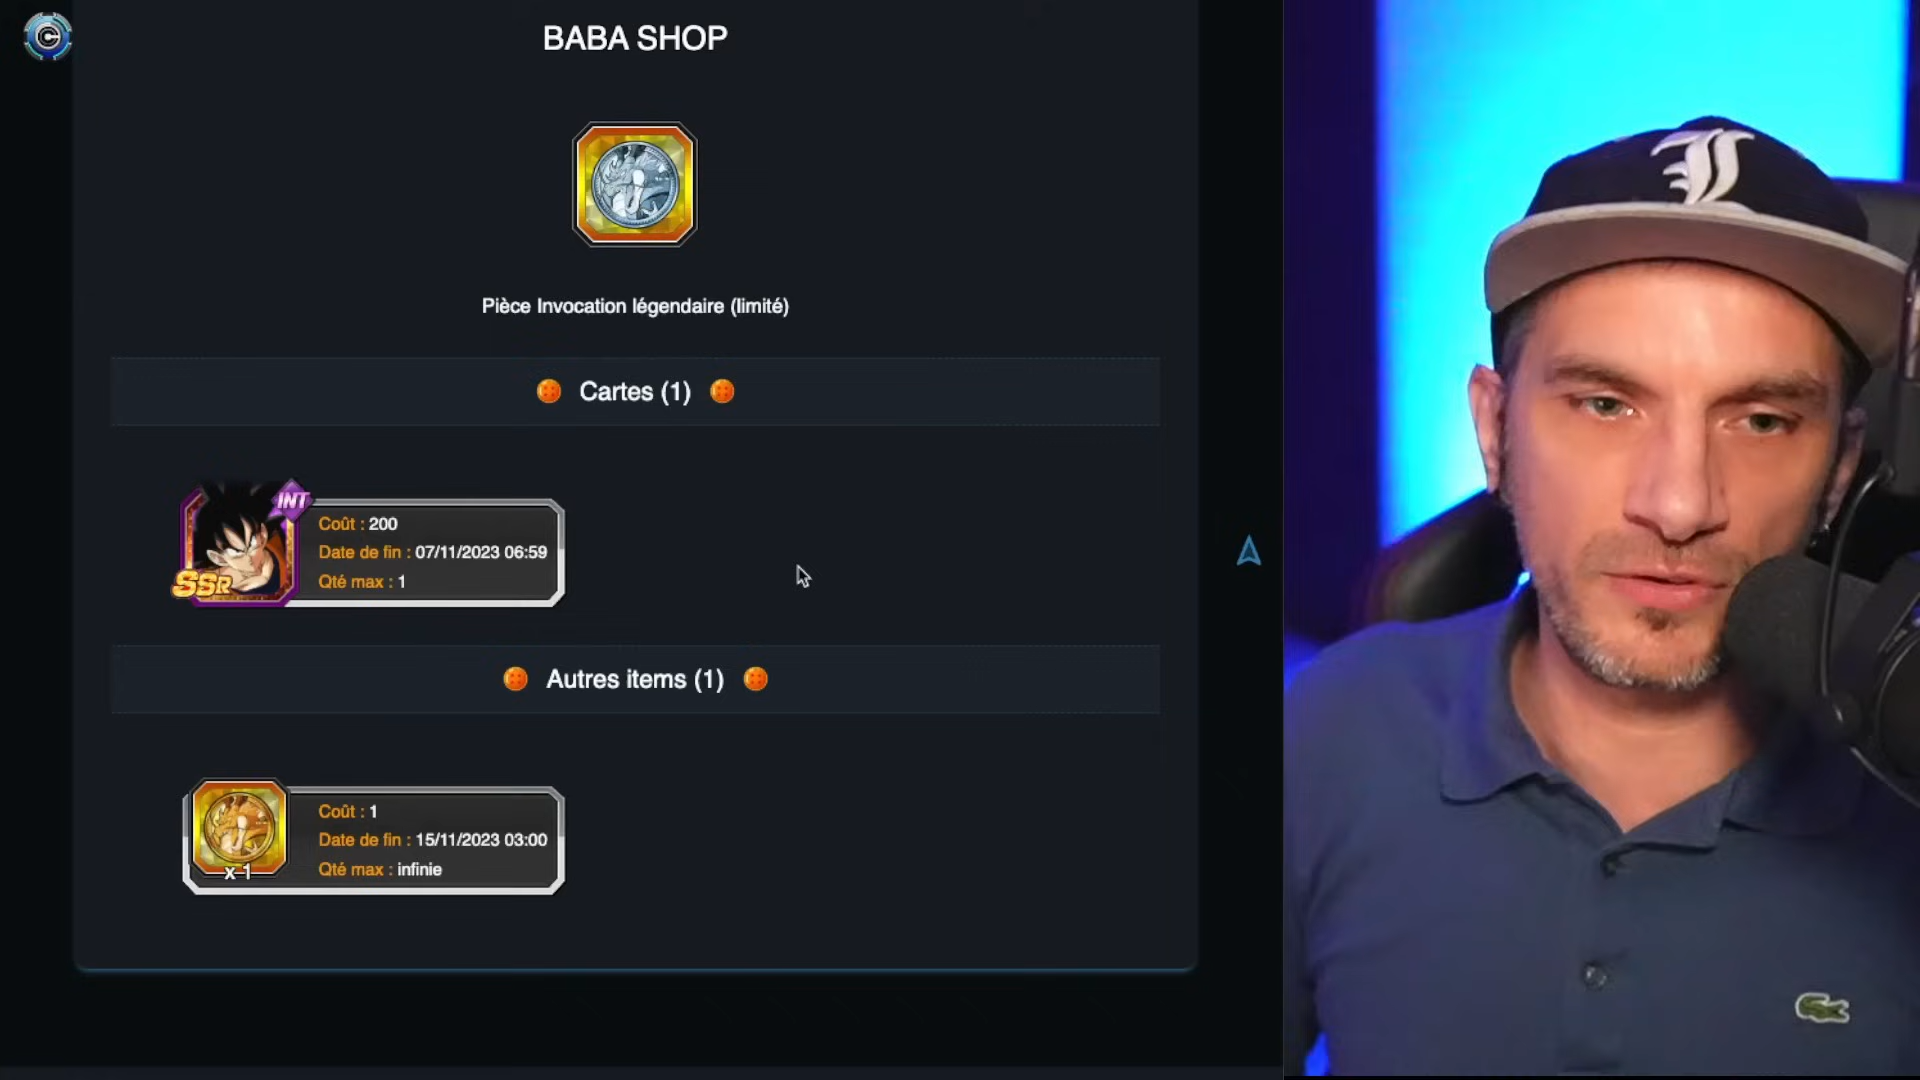 BABA SHOP
Pièce Invocation légendaire (limité)
Cartes (1)
INT
SSR
Coût : 200
Date de fin : 07/11/2023 06:59
Qté max : 1
Autres items (1)
x 1
Coût : 1
Date de fin : 15/11/2023 03:00
Qté max : infinie